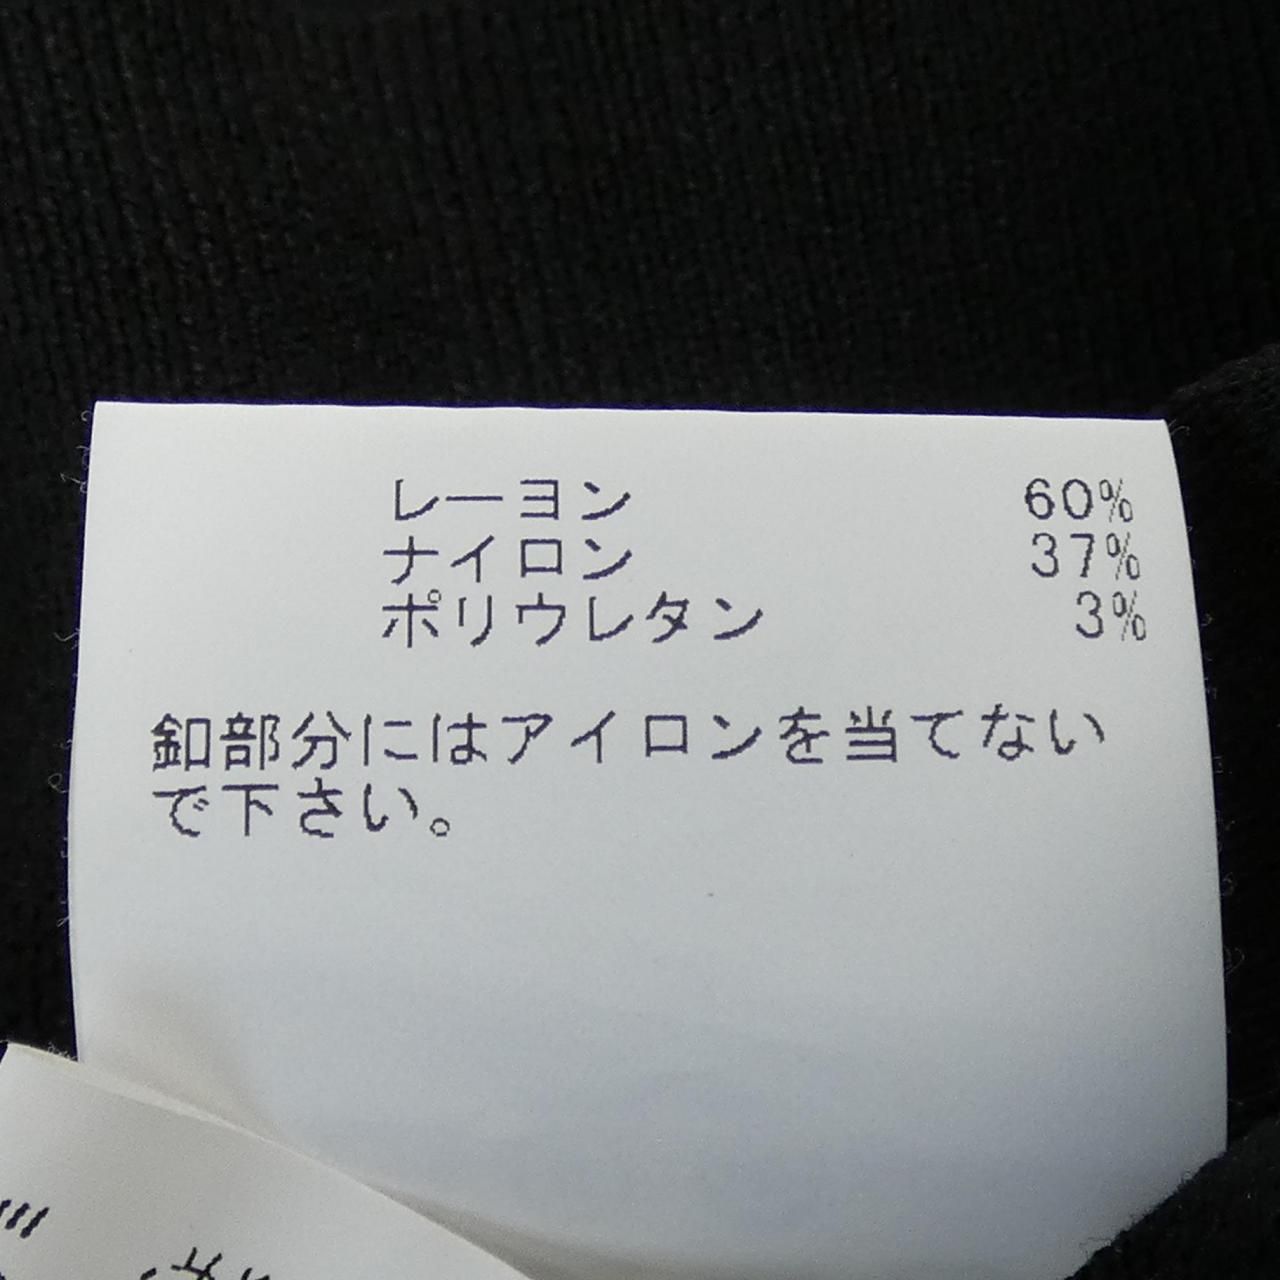 レーヨン 60%
ナイロン 37%
ポリウレタン 3%
釦部分にはアイロンを当てない
で下さい。